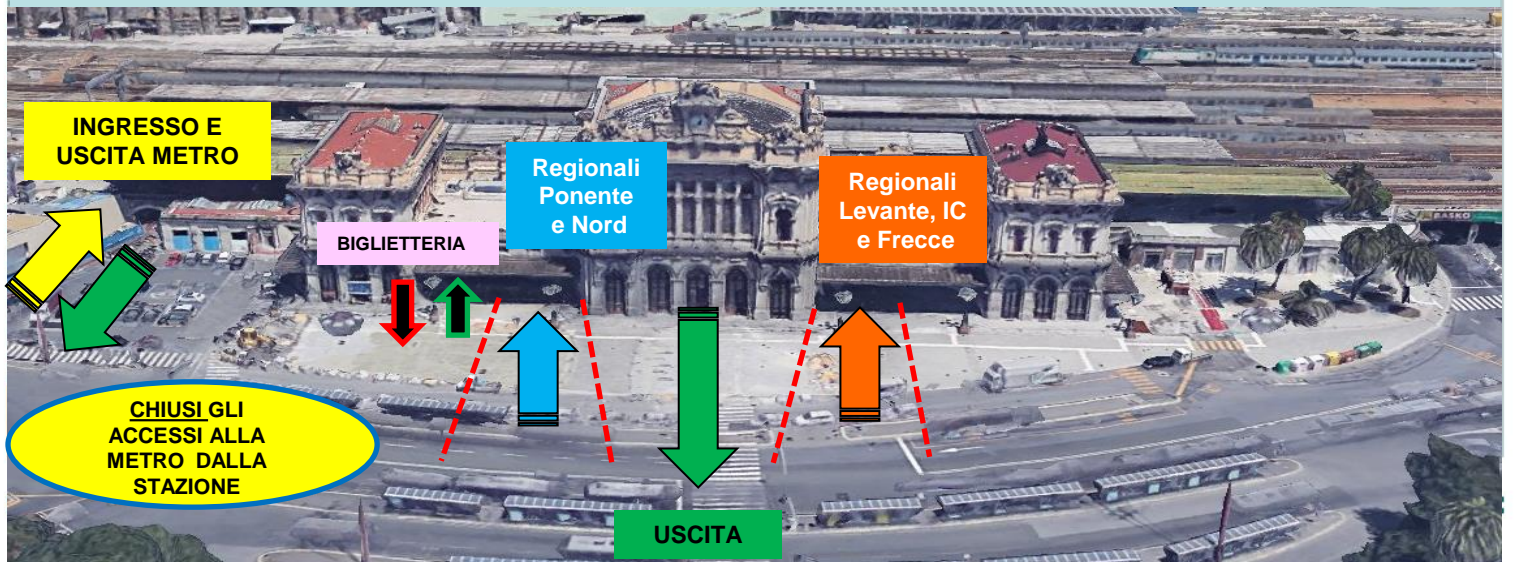 INGRESSO E
USCITA METRO
BIGLIETTERIA
Regionali
Ponente
e Nord
Regionali
Levante, IC
e Frecce
BASKO
CHIUSI GLI
ACCESSI ALLA
METRO DALLA
STAZIONE
USCITA